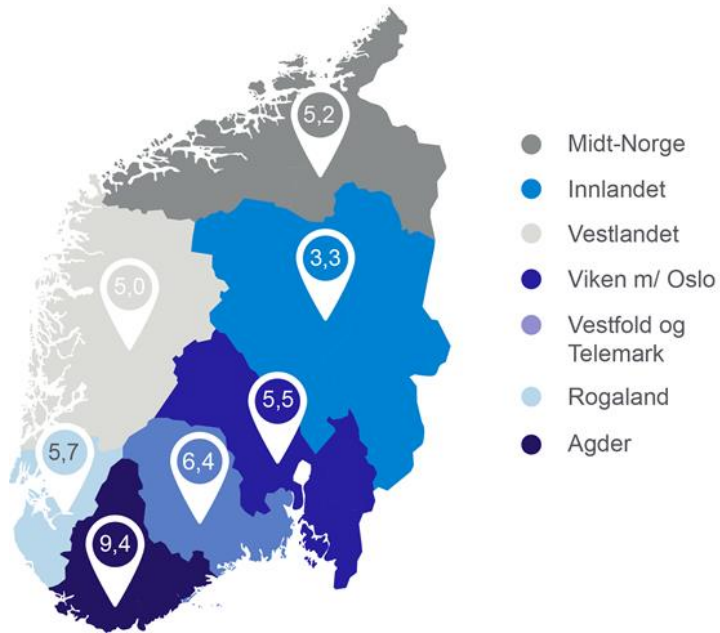 5,2
3,3
5,0
5,5
5,7
6,4
9,4
Midt-Norge
Innlandet
Vestlandet
Viken m/ Oslo
Vestfold og
Telemark
Rogaland
Agder